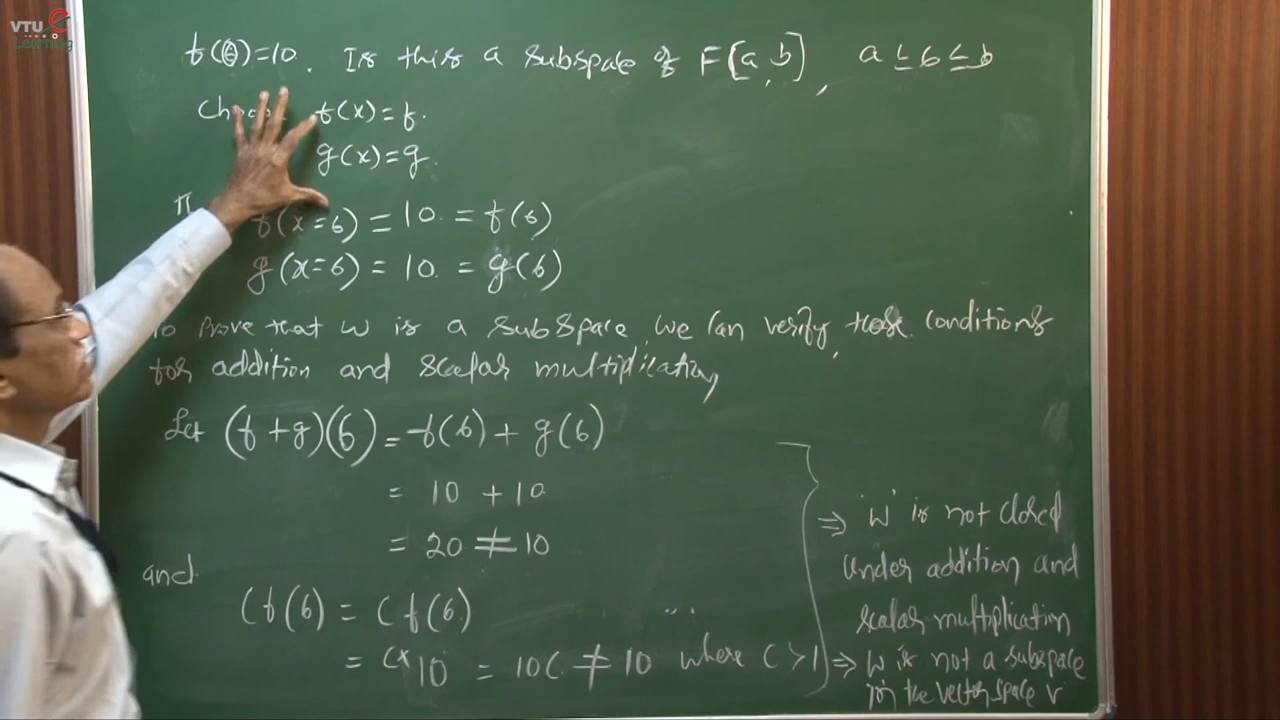 VTU e Learning
f(6)=10. Is this a subspace of F[a,b], a ≤ 6 ≤ b
f(x)=f.
g(x)=g.
f(x=6) = 10. = f(6)
g(x=6) = 10. = g(6)
To prove that W is a subspace we can verify, those conditions
for addition and scalar multiplication,
Let (f+g)(6) = f(6) + g(6)
= 10 + 10
= 20 ≠ 10
and
Cf(6) = Cf(6)
= C×10 = 10C ≠ 10 where C>1
⇒ 'W' is not closed
under addition and
scalar multiplication
⇒ W is not a subspace
for the vector space V